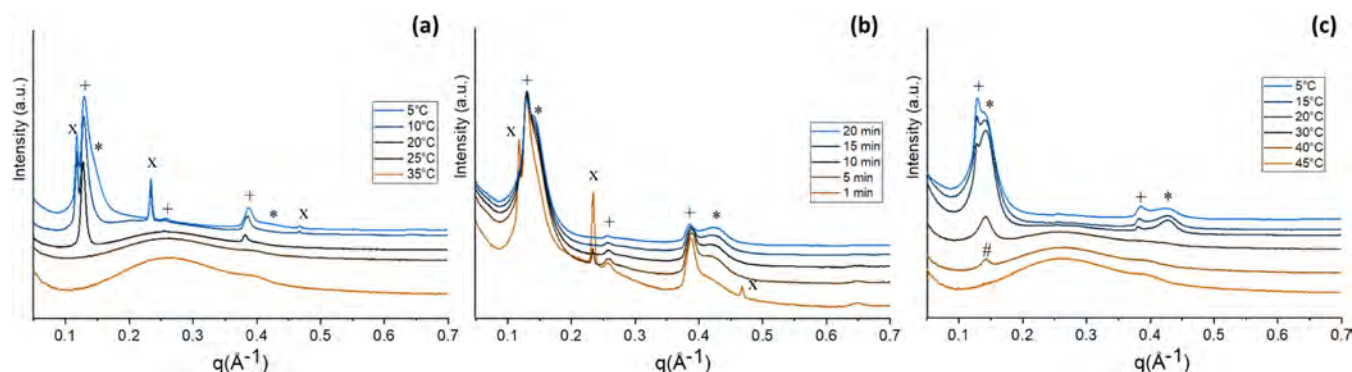 (a)
Intensity (a.u.)
+
x
*
x
+
+
*
x
5°C
10°C
20°C
25°C
35°C
0.1 0.2 0.3 0.4 0.5 0.6 0.7
q(Å-1)
(b)
Intensity (a.u.)
+
x
*
x
+
+
*
x
20 min
15 min
10 min
5 min
1 min
0.1 0.2 0.3 0.4 0.5 0.6 0.7
q(Å-1)
(c)
Intensity (a.u.)
+
*
+
*
#
5°C
15°C
20°C
30°C
40°C
45°C
0.1 0.2 0.3 0.4 0.5 0.6 0.7
q(Å-1)